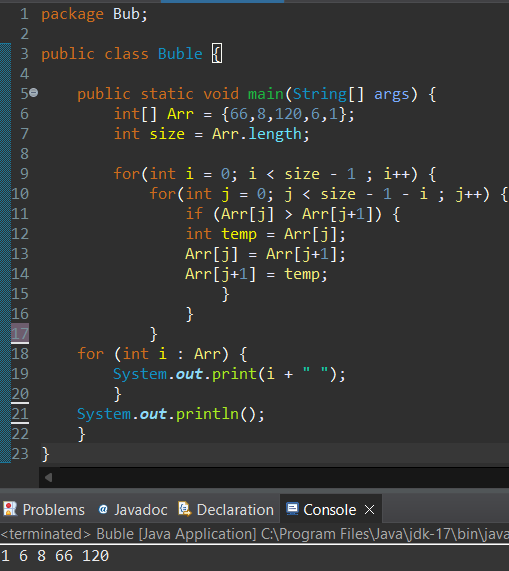 1 package Bub;
2
3 public class Buble {
4
5     public static void main(String[] args) {
6         int[] Arr = {66,8,120,6,1};
7         int size = Arr.length;
8
9         for(int i = 0; i < size - 1 ; i++) {
10             for(int j = 0; j < size - 1 - i ; j++) {
11                 if (Arr[j] > Arr[j+1]) {
12                 int temp = Arr[j];
13                 Arr[j] = Arr[j+1];
14                 Arr[j+1] = temp;
15                     }
16                 }
17             }
18     for (int i : Arr) {
19         System.out.print(i + " ");
20         }
21     System.out.println();
22     }
23 }
Problems Javadoc Declaration Console
<terminated> Buble [Java Application] C:\Program Files\Java\jdk-17\bin\java
1 6 8 66 120